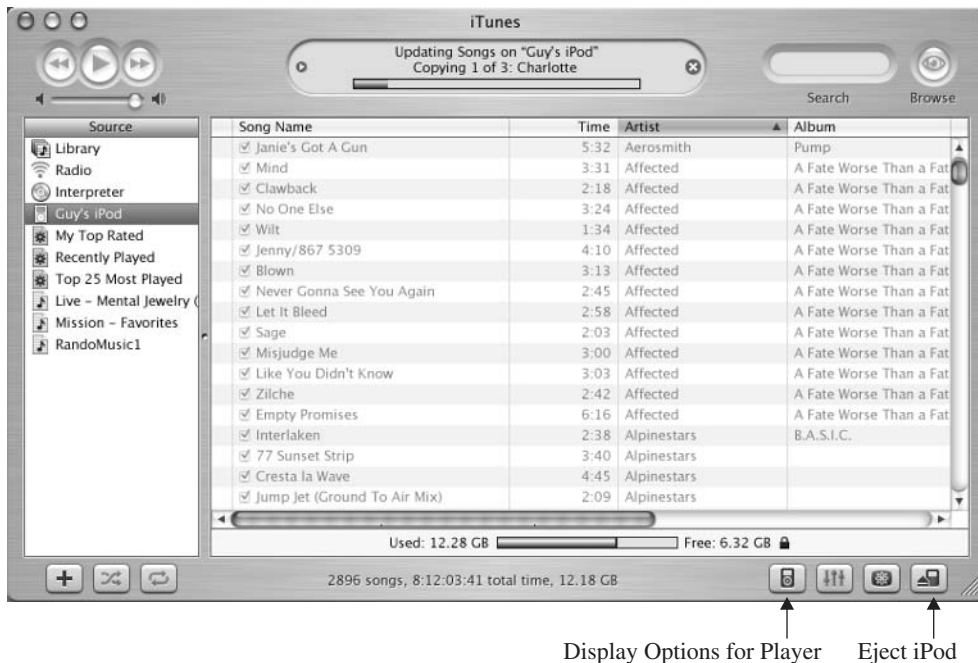 iTunes
Updating Songs on "Guy's iPod"
Copying 1 of 3: Charlotte
Search
Browse
Source
Library
Radio
Interpreter
Guy's iPod
My Top Rated
Recently Played
Top 25 Most Played
Live – Mental Jewelry (
Mission – Favorites
RandoMusic1
Song Name Time Artist Album
Janie's Got A Gun 5:32 Aerosmith Pump
Mind 3:31 Affected A Fate Worse Than a Fat
Clawback 2:18 Affected A Fate Worse Than a Fat
No One Else 3:24 Affected A Fate Worse Than a Fat
Wilt 1:34 Affected A Fate Worse Than a Fat
Jenny/867 5309 4:10 Affected A Fate Worse Than a Fat
Blown 3:13 Affected A Fate Worse Than a Fat
Never Gonna See You Again 2:45 Affected A Fate Worse Than a Fat
Let It Bleed 2:58 Affected A Fate Worse Than a Fat
Sage 2:03 Affected A Fate Worse Than a Fat
Misjudge Me 3:00 Affected A Fate Worse Than a Fat
Like You Didn't Know 3:03 Affected A Fate Worse Than a Fat
Zilche 2:42 Affected A Fate Worse Than a Fat
Empty Promises 6:16 Affected A Fate Worse Than a Fat
Interlaken 2:38 Alpinestars B.A.S.I.C.
77 Sunset Strip 3:40 Alpinestars
Cresta la Wave 4:45 Alpinestars
Jump Jet (Ground To Air Mix) 2:09 Alpinestars
Used: 12.28 GB Free: 6.32 GB
2896 songs, 8:12:03:41 total time, 12.18 GB
Display Options for Player Eject iPod